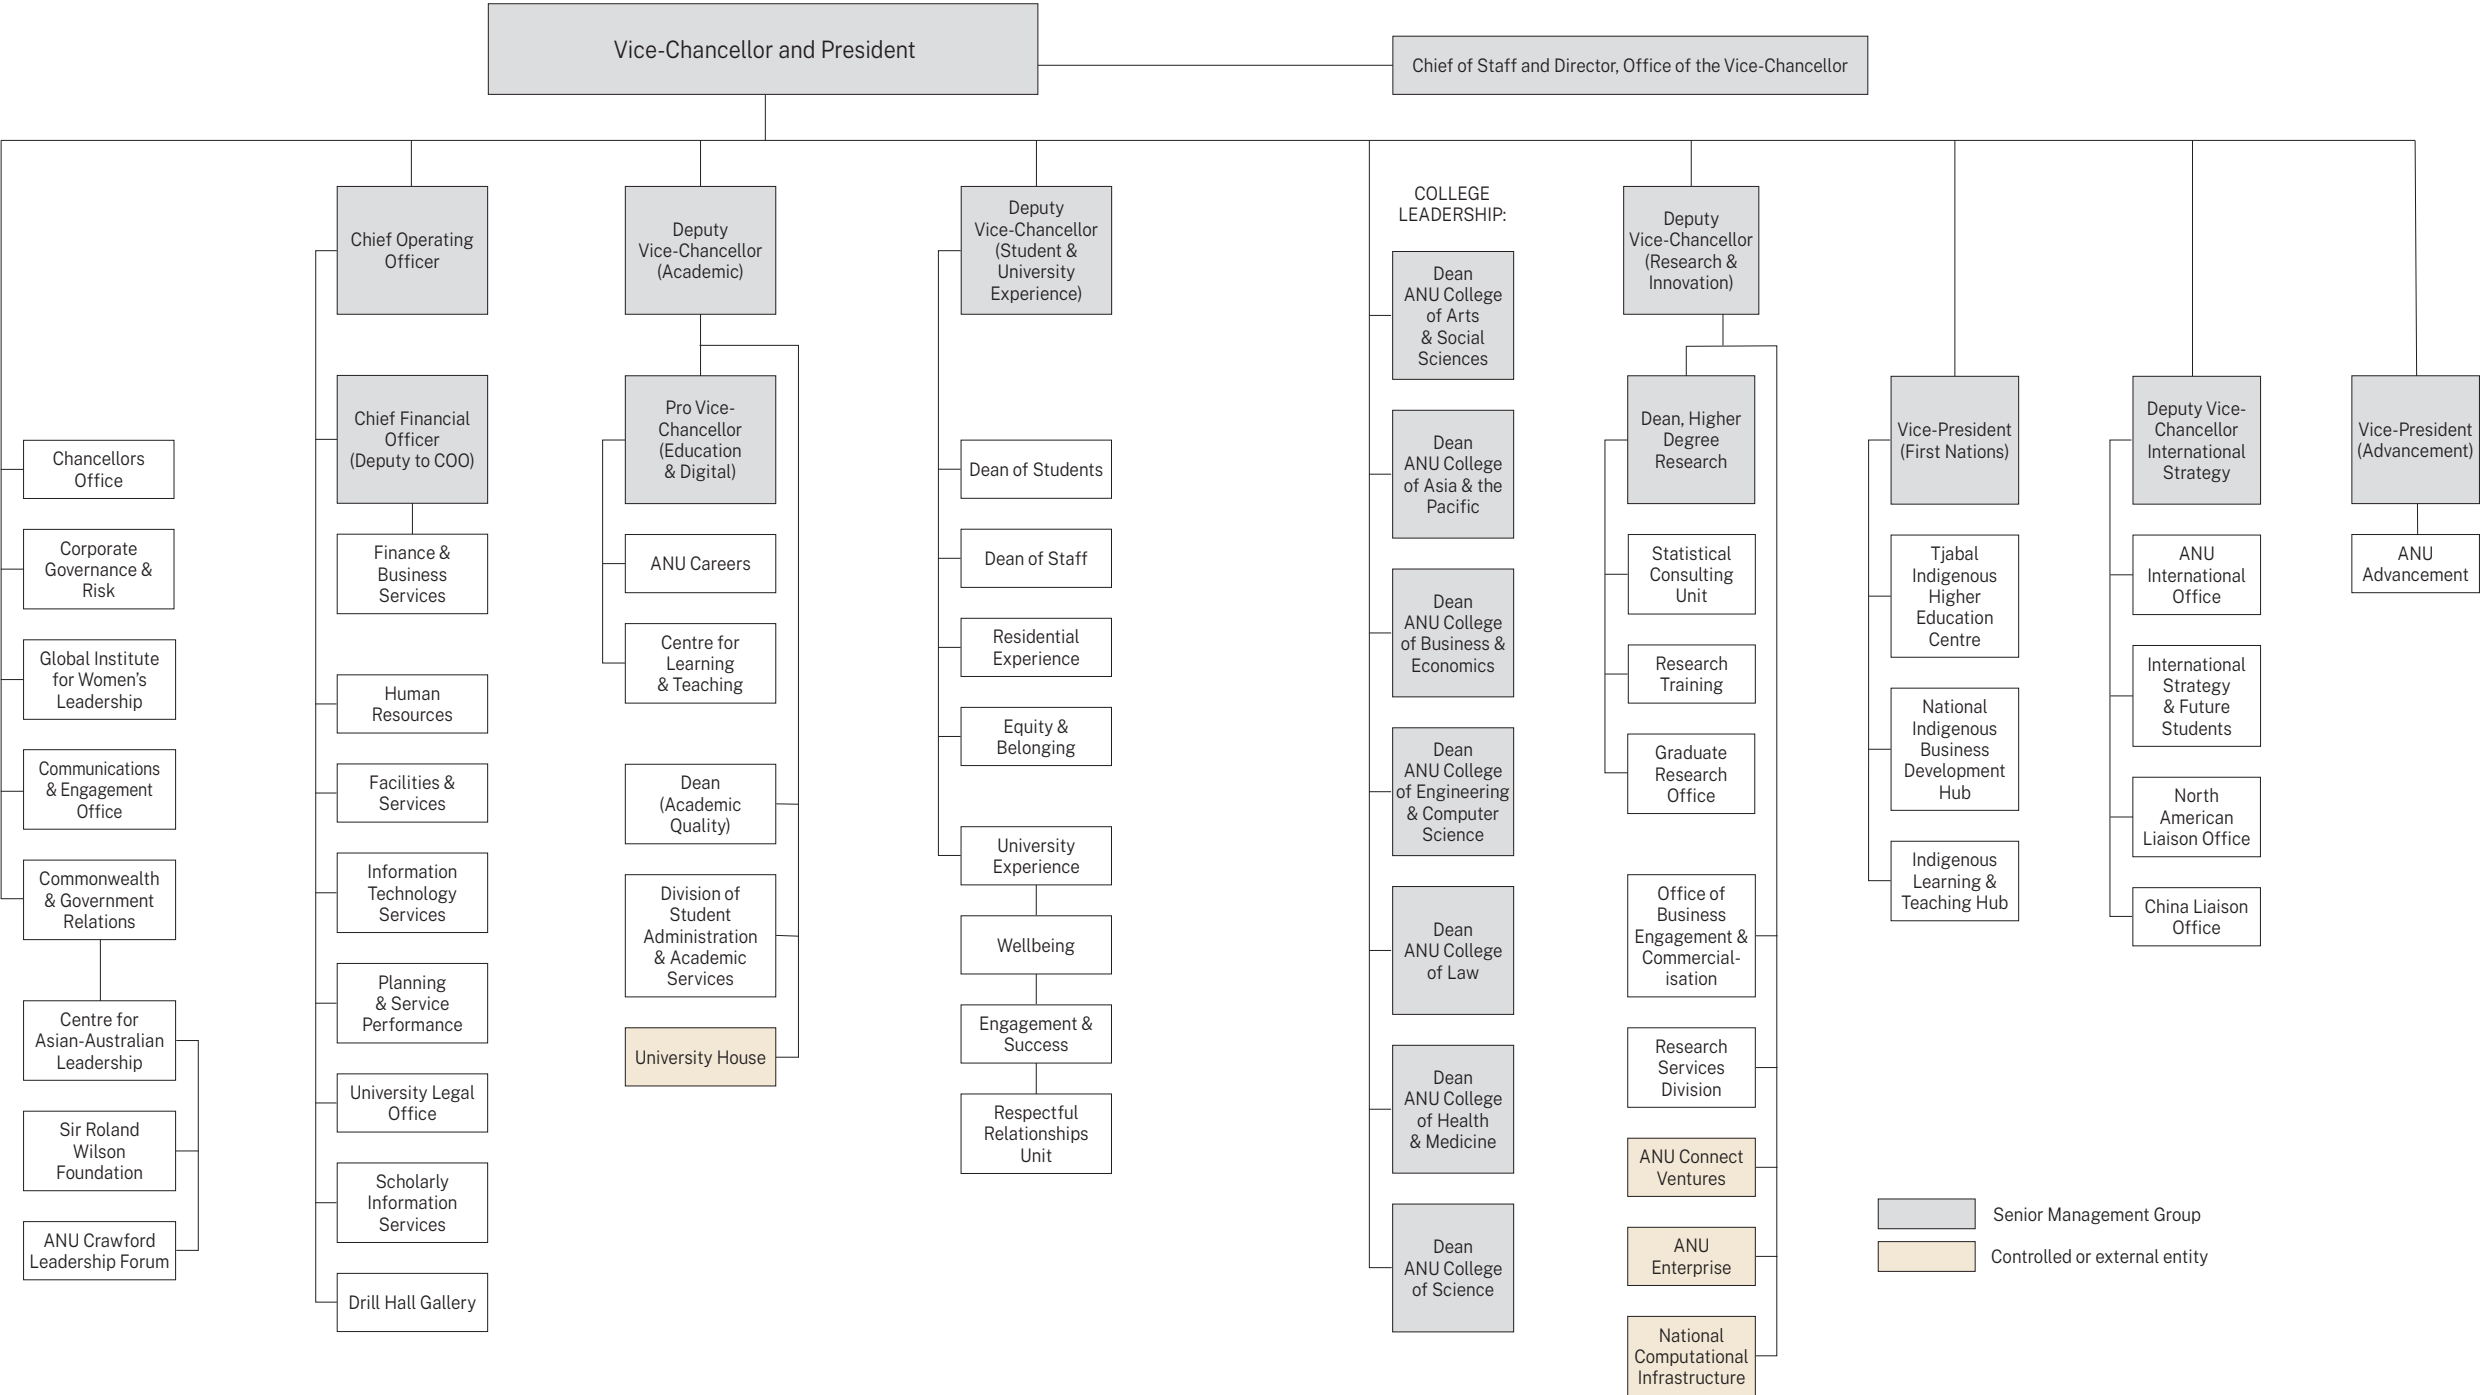 Vice-Chancellor and President
Chief of Staff and Director, Office of the Vice-Chancellor
Chancellors
Office
Corporate
Governance &
Risk
Global Institute
for Women's
Leadership
Communications
& Engagement
Office
Commonwealth
& Government
Relations
Centre for
Asian-Australian
Leadership
Sir Roland
Wilson
Foundation
ANU Crawford
Leadership Forum
Chief Operating
Officer
Chief Financial
Officer
(Deputy to COO)
Finance &
Business
Services
Human
Resources
Facilities &
Services
Information
Technology
Services
Planning
& Service
Performance
University Legal
Office
Scholarly
Information
Services
Drill Hall Gallery
Deputy
Vice-Chancellor
(Academic)
Pro Vice-
Chancellor
(Education
& Digital)
ANU Careers
Centre for
Learning
& Teaching
Dean
(Academic
Quality)
Division of
Student
Administration
& Academic
Services
University House
Deputy
Vice-Chancellor
(Student &
University
Experience)
Dean of Students
Dean of Staff
Residential
Experience
Equity &
Belonging
University
Experience
Wellbeing
Engagement &
Success
Respectful
Relationships
Unit
COLLEGE
LEADERSHIP:
Dean
ANU College
of Arts
& Social
Sciences
Dean
ANU College
of Asia & the
Pacific
Dean
ANU College
of Business &
Economics
Dean
ANU College
of Engineering
& Computer
Science
Dean
ANU College
of Law
Dean
ANU College
of Health
& Medicine
Dean
ANU College
of Science
Deputy
Vice-Chancellor
(Research &
Innovation)
Dean, Higher
Degree
Research
Statistical
Consulting
Unit
Research
Training
Graduate
Research
Office
Office of
Business
Engagement &
Commercial-
isation
Research
Services
Division
ANU Connect
Ventures
ANU
Enterprise
National
Computational
Infrastructure
Vice-President
(First Nations)
Tjabal
Indigenous
Higher
Education
Centre
National
Indigenous
Business
Development
Hub
Indigenous
Learning &
Teaching Hub
Deputy Vice-
Chancellor
International
Strategy
ANU
International
Office
International
Strategy
& Future
Students
North
American
Liaison Office
China Liaison
Office
Vice-President
(Advancement)
ANU
Advancement
Senior Management Group
Controlled or external entity